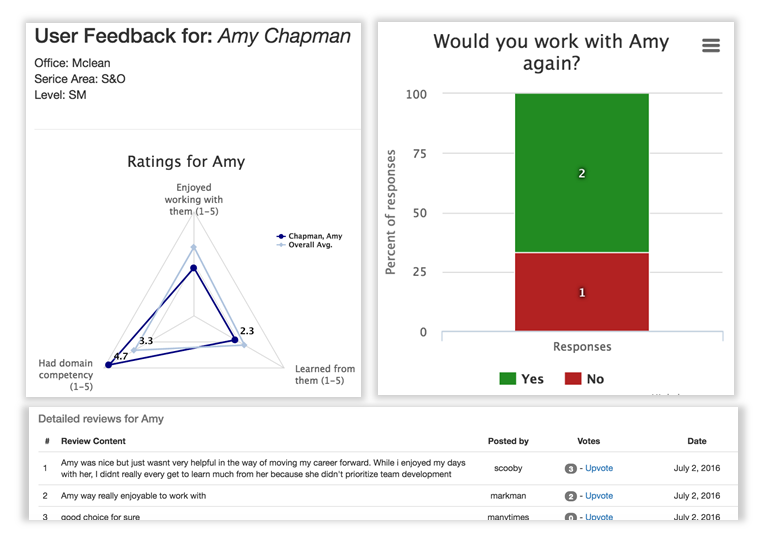 User Feedback for: Amy Chapman
Office: Mclean
Serice Area: S&O
Level: SM
Ratings for Amy
Enjoyed
working with
them (1-5)
Chapman, Amy
Overall Avg.
2.3
3.3
4.7
Had domain
competency
(1-5)
Learned from
them (1-5)
Would you work with Amy
again?
Percent of responses
100
75
50
25
0
2
1
Responses
Yes No
Detailed reviews for Amy
# Review Content Posted by Votes Date
1 Amy was nice but just wasnt very helpful in the way of moving my career forward. While i enjoyed my days
with her, I didnt really every get to learn much from her because she didn't prioritize team development scooby 3 - Upvote July 2, 2016
2 Amy way really enjoyable to work with markman 2 - Upvote July 2, 2016
3 good choice for sure manytimes 0 - Upvote July 2, 2016